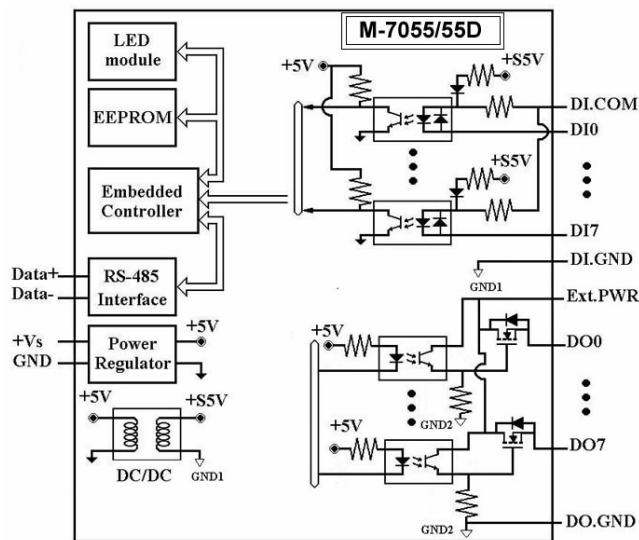 M-7055/55D
LED
module
EEPROM
Embedded
Controller
RS-485
Interface
Data+
Data-
Power
Regulator
+Vs
GND
+5V
+5V
+S5V
GND1
DC/DC
+5V
+S5V
DI.COM
DI0
+S5V
DI7
DI.GND
GND1
Ext.PWR
+5V
DO0
GND2
+5V
DO7
GND2
DO.GND